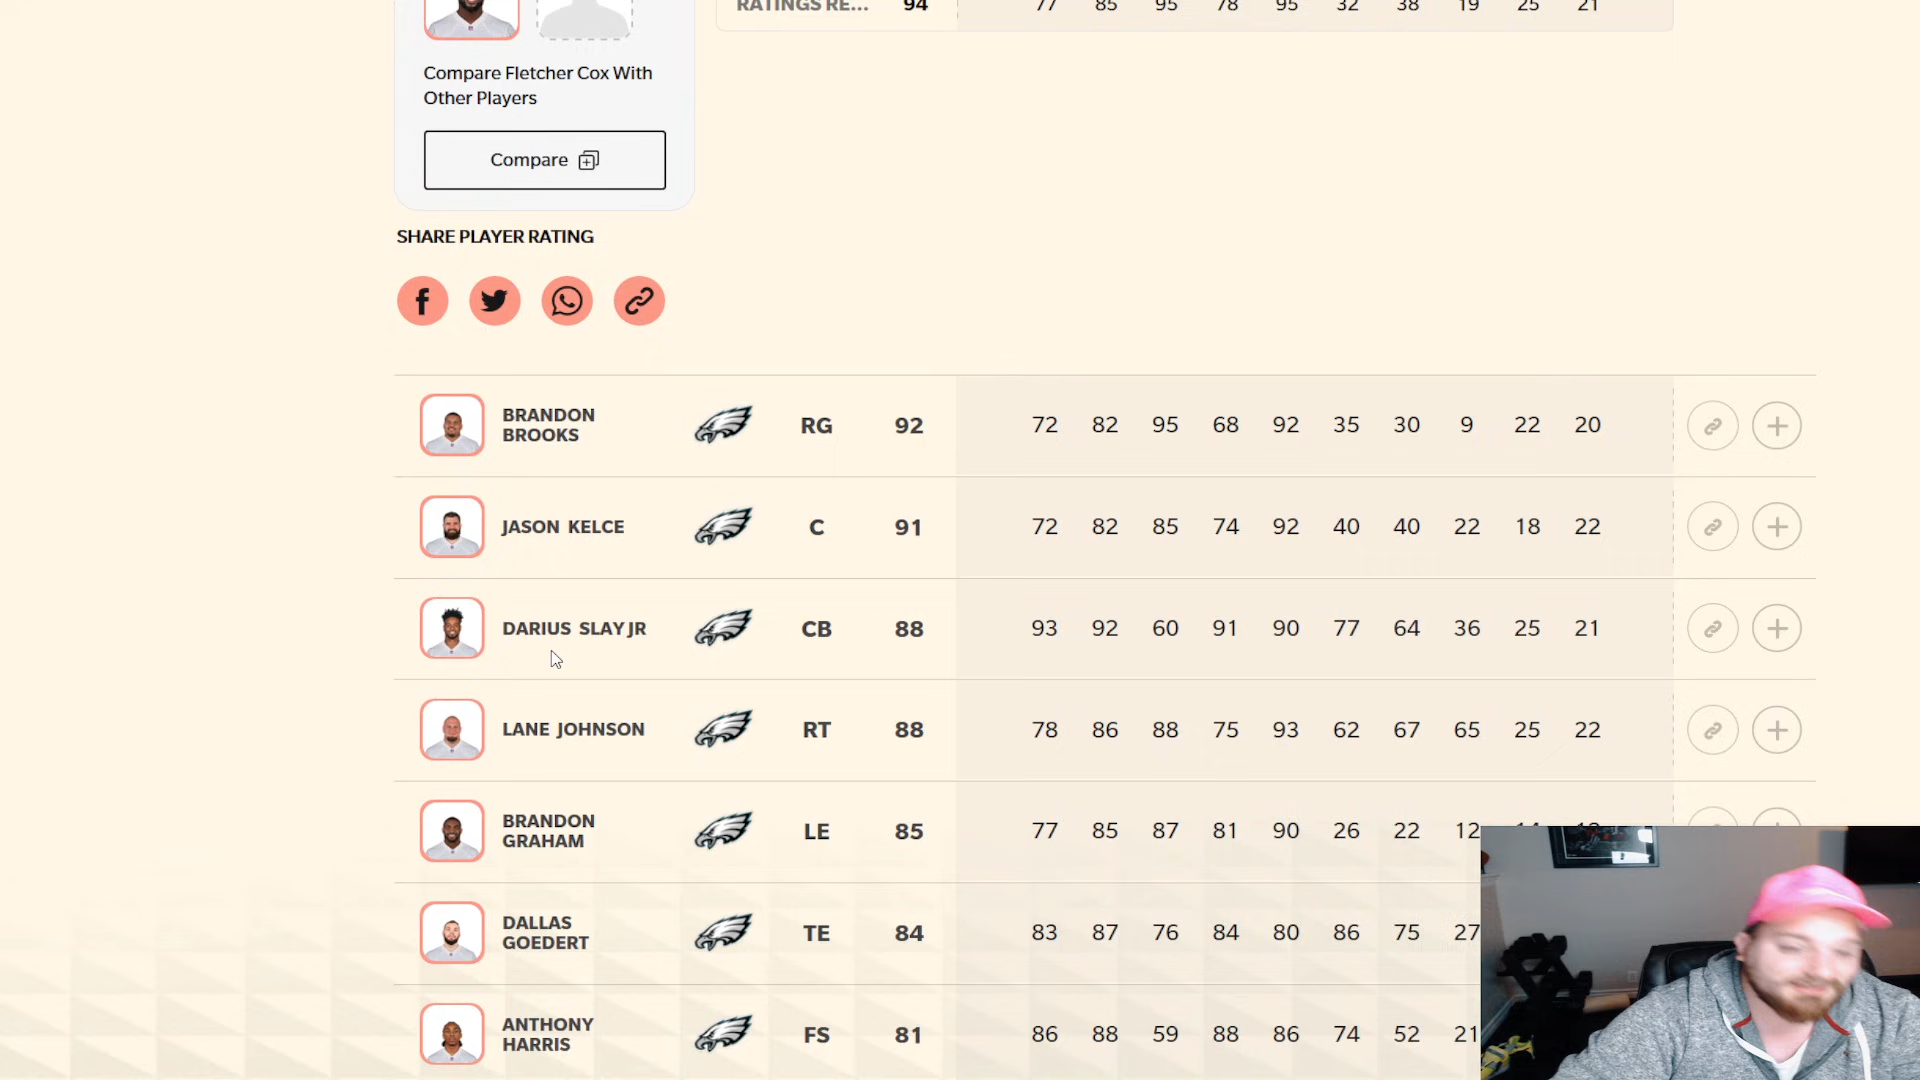 RATINGS RE... 94 77 85 95 78 95 32 38 19 25 21
Compare Fletcher Cox With
Other Players
Compare
SHARE PLAYER RATING
BRANDON
BROOKS RG 92 72 82 95 68 92 35 30 9 22 20
JASON KELCE C 91 72 82 85 74 92 40 40 22 18 22
DARIUS SLAY JR CB 88 93 92 60 91 90 77 64 36 25 21
LANE JOHNSON RT 88 78 86 88 75 93 62 67 65 25 22
BRANDON
GRAHAM LE 85 77 85 87 81 90 26 22 12
DALLAS
GOEDERT TE 84 83 87 76 84 80 86 75 27
ANTHONY
HARRIS FS 81 86 88 59 88 86 74 52 21